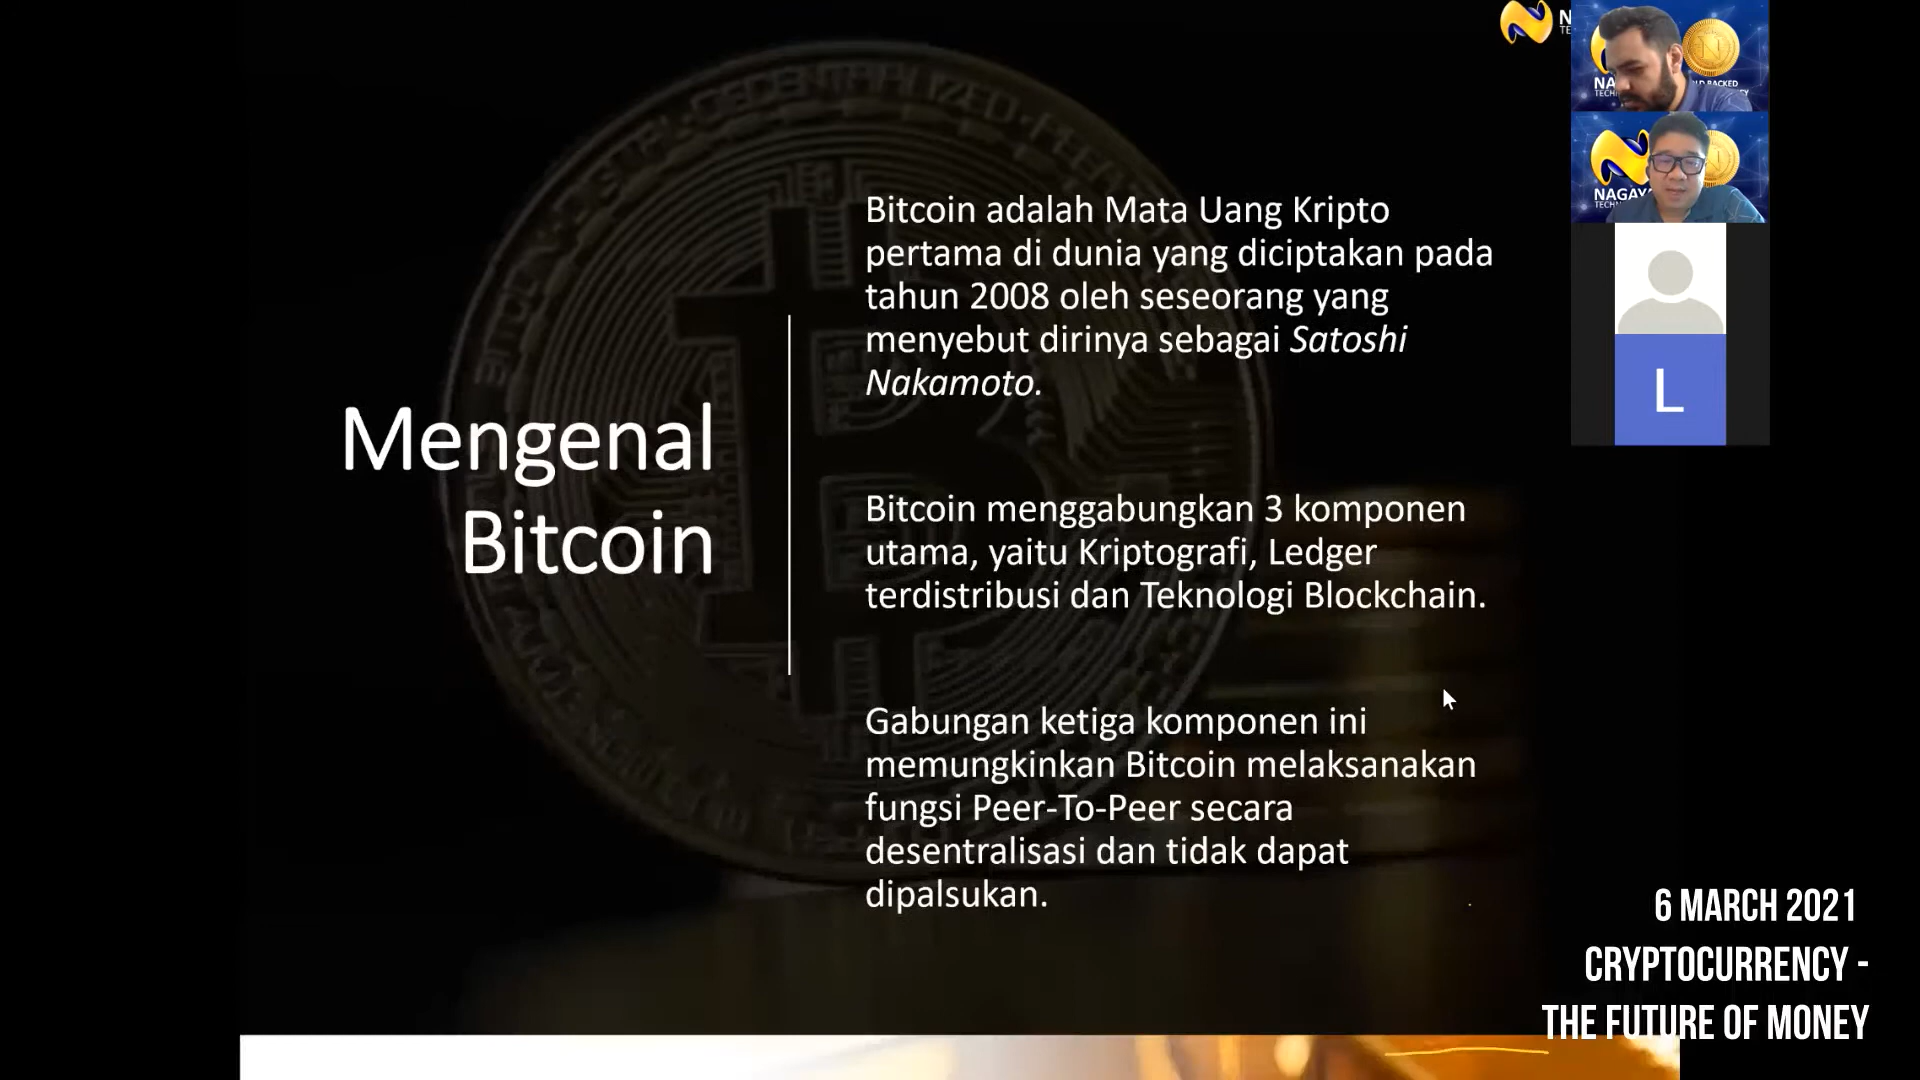 Mengenal
Bitcoin
Bitcoin adalah Mata Uang Kripto
pertama di dunia yang diciptakan pada
tahun 2008 oleh seseorang yang
menyebut dirinya sebagai Satoshi
Nakamoto.
Bitcoin menggabungkan 3 komponen
utama, yaitu Kriptografi, Ledger
terdistribusi dan Teknologi Blockchain.
Gabungan ketiga komponen ini
memungkinkan Bitcoin melaksanakan
fungsi Peer-To-Peer secara
desentralisasi dan tidak dapat
dipalsukan.
L
6 MARCH 2021
CRYPTOCURRENCY -
THE FUTURE OF MONEY